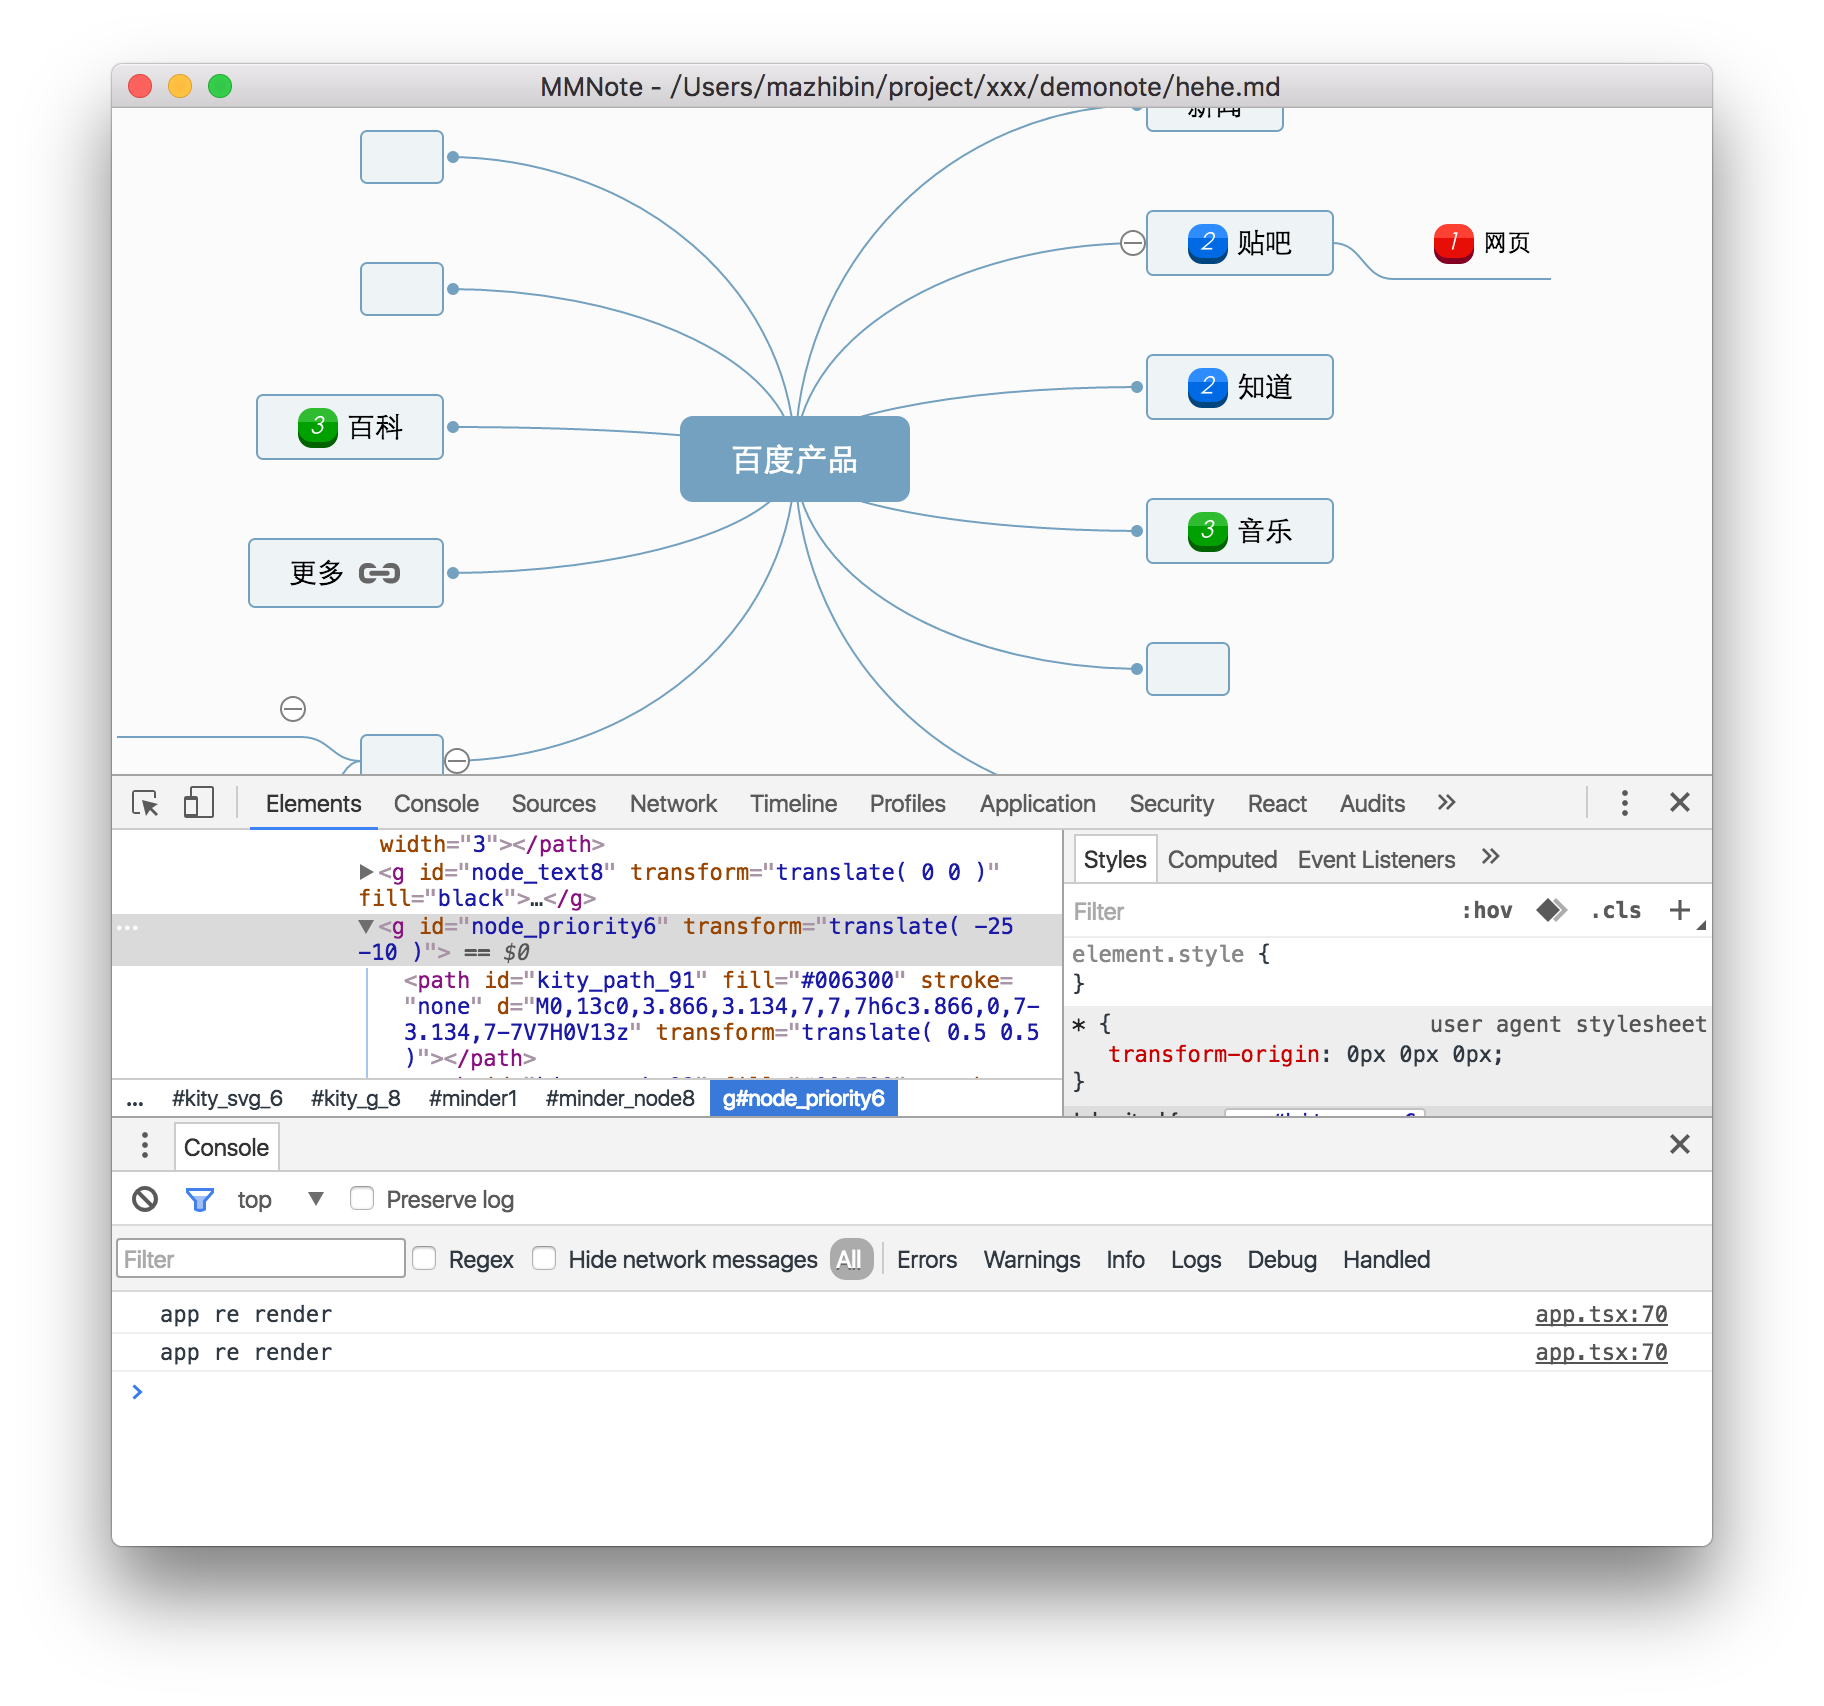 MMNote - /Users/mazhibin/project/xxx/demonote/hehe.md
新闻
2 贴吧
1 网页
2 知道
3 百科
百度产品
3 音乐
更多
Elements Console Sources Network Timeline Profiles Application Security React Audits »
width="3"></path>
▶<g id="node_text8" transform="translate( 0 0 )"
fill="black">…</g>
… ▼<g id="node_priority6" transform="translate( -25
-10 )"> == $0
<path id="kity_path_91" fill="#006300" stroke=
"none" d="M0,13c0,3.866,3.134,7,7,7h6c3.866,0,7-
3.134,7-7V7H0V13z" transform="translate( 0.5 0.5
)"></path>
... #kity_svg_6 #kity_g_8 #minder1 #minder_node8 g#node_priority6
Styles Computed Event Listeners »
Filter :hov .cls +
element.style {
}
* { user agent stylesheet
transform-origin: 0px 0px 0px;
}
Console
top ▼ Preserve log
Filter Regex Hide network messages All Errors Warnings Info Logs Debug Handled
app re render app.tsx:70
app re render app.tsx:70
>